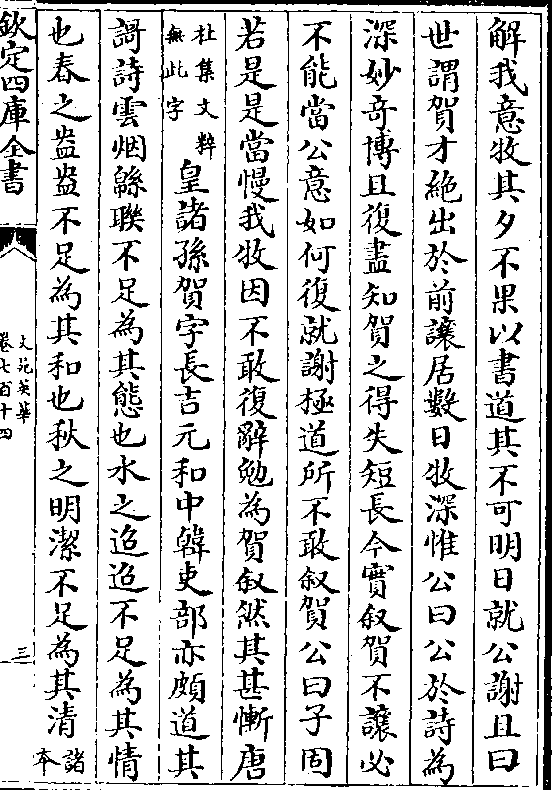 解我意牧其夕不果以書道其不可明日就公謝且曰
世謂賀才絶出於前讓居數日牧深惟公曰公於詩為
深妙奇博且復盡知賀之得失短長今實叙賀不讓必
不能當公意如何復就謝極道所不敢叙賀公曰子固
若是是當慢我牧因不敢復辭勉為賀叙然其甚慚唐
杜集文粹
無此字
皇諸孫賀字長吉元和中韓吏部亦頗道其
謌詩雲烟緜聯不足為其態也水之迢迢不足為其情
也春之盎盎不足為其和也秋之明潔不足為其清
諸
本
欽定四庫全書
文苑英華
卷七百十四
三